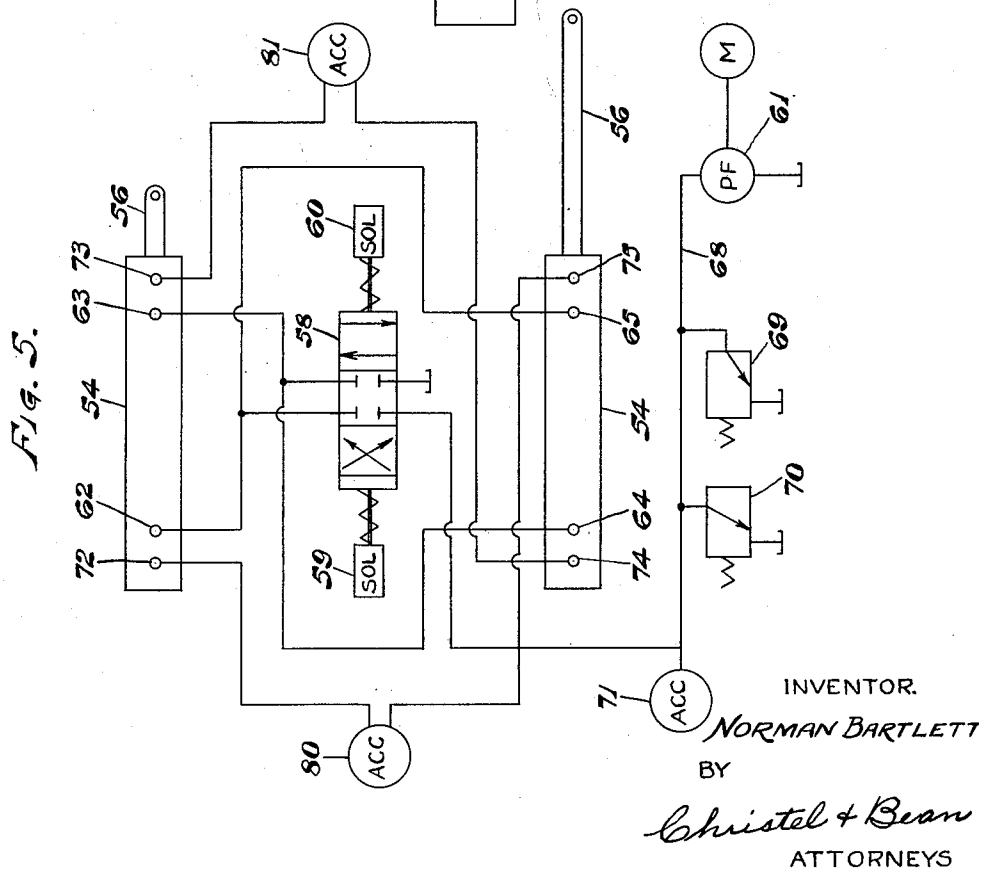 FIG. 5.
81
ACC
56
73
63
54
62
72
60
SOL
58
59
SOL
56
75
65
54
64
74
M
61
PF
68
69
70
71
ACC
80
ACC
INVENTOR.
NORMAN BARTLETT
BY
Christel & Bean
ATTORNEYS